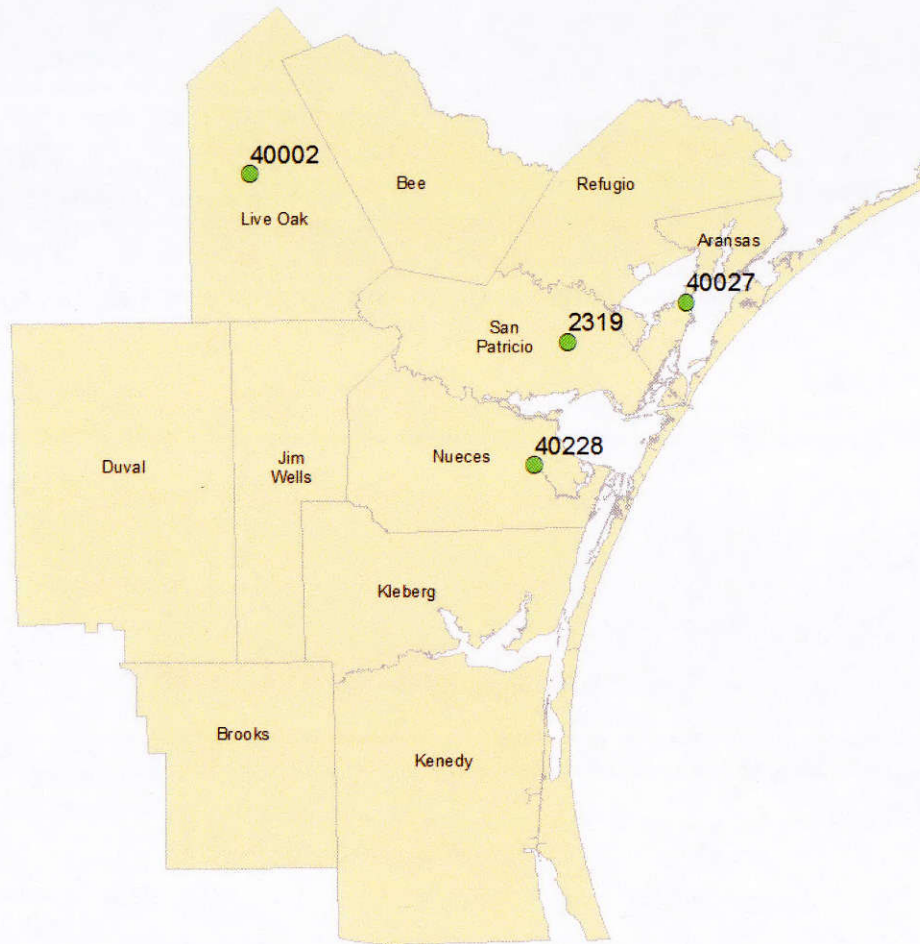 40002
Bee
Refugio
Live Oak
Aransas
40027
San
Patricio
2319
40228
Nueces
Duval
Jim
Wells
Kleberg
Brooks
Kenedy